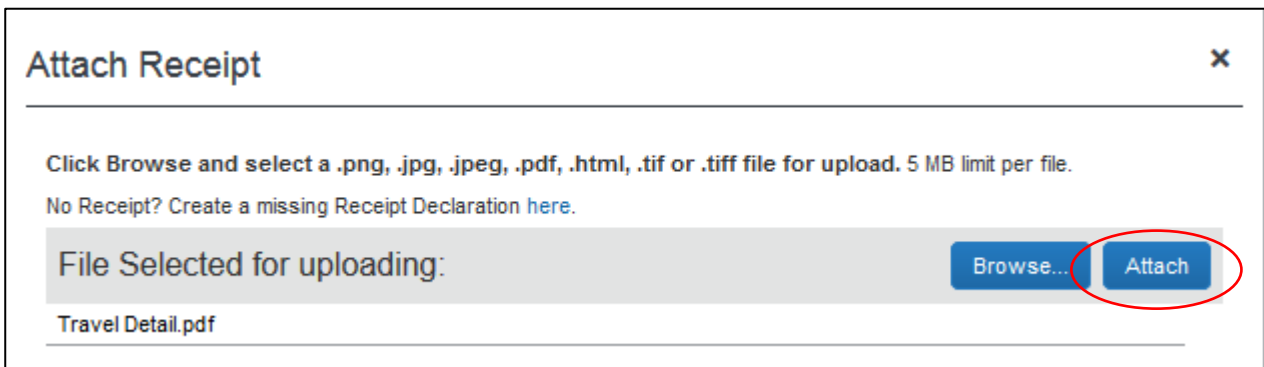 Attach Receipt ×
Click Browse and select a .png, .jpg, .jpeg, .pdf, .html, .tif or .tiff file for upload. 5 MB limit per file.
No Receipt? Create a missing Receipt Declaration here.
File Selected for uploading: Browse... Attach
Travel Detail.pdf